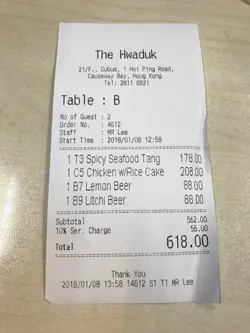 The Hwaduk
21/F., Cubus, 1 Hoi Ping Road,
Causeway Bay, Hong Kong
Tel: 2811 8821
Table : B
No of Guest : 2
Order No. : 4612
Staff : MR Lee
Start Time : 2018/01/08 12:58
1 T3 Spicy Seafood Tang 178.00
1 C5 Chicken w/Rice Cake 208.00
1 B7 Lemon Beer 88.00
1 B9 Litchi Beer 88.00
Subtotal 562.00
10% Ser. Charge 56.00
Total 618.00
Thank You
2018/01/08 13:58 14612 S1 T1 MR Lee